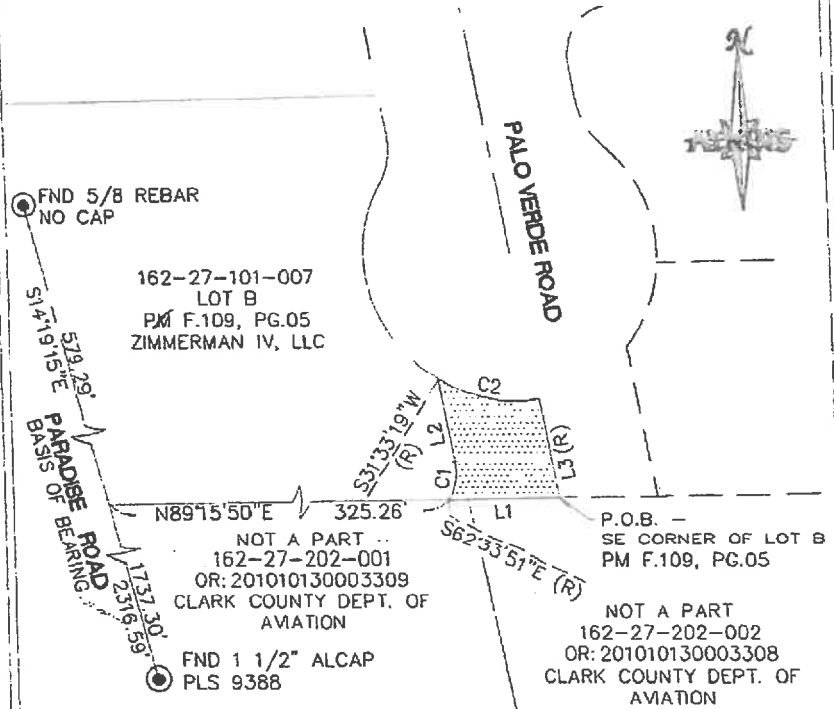 N
PALO VERDE ROAD
FND 5/8 REBAR
NO CAP
162-27-101-007
LOT B
PM F.109, PG.05
ZIMMERMAN IV, LLC
S14°19'15"E
579.29'
PARADISE ROAD
BASIS OF BEARING
1737.30'
2316.59'
S31°33'19"W
(R)
C2
L2
C1
L3(R)
L1
N89°15'50"E
325.26'
S62°33'51"E (R)
P.O.B. -
SE CORNER OF LOT B
PM F.109, PG.05
NOT A PART
162-27-202-001
OR: 201010130003309
CLARK COUNTY DEPT. OF
AVIATION
FND 1 1/2" ALCAP
PLS 9388
NOT A PART
162-27-202-002
OR: 201010130003308
CLARK COUNTY DEPT. OF
AVIATION